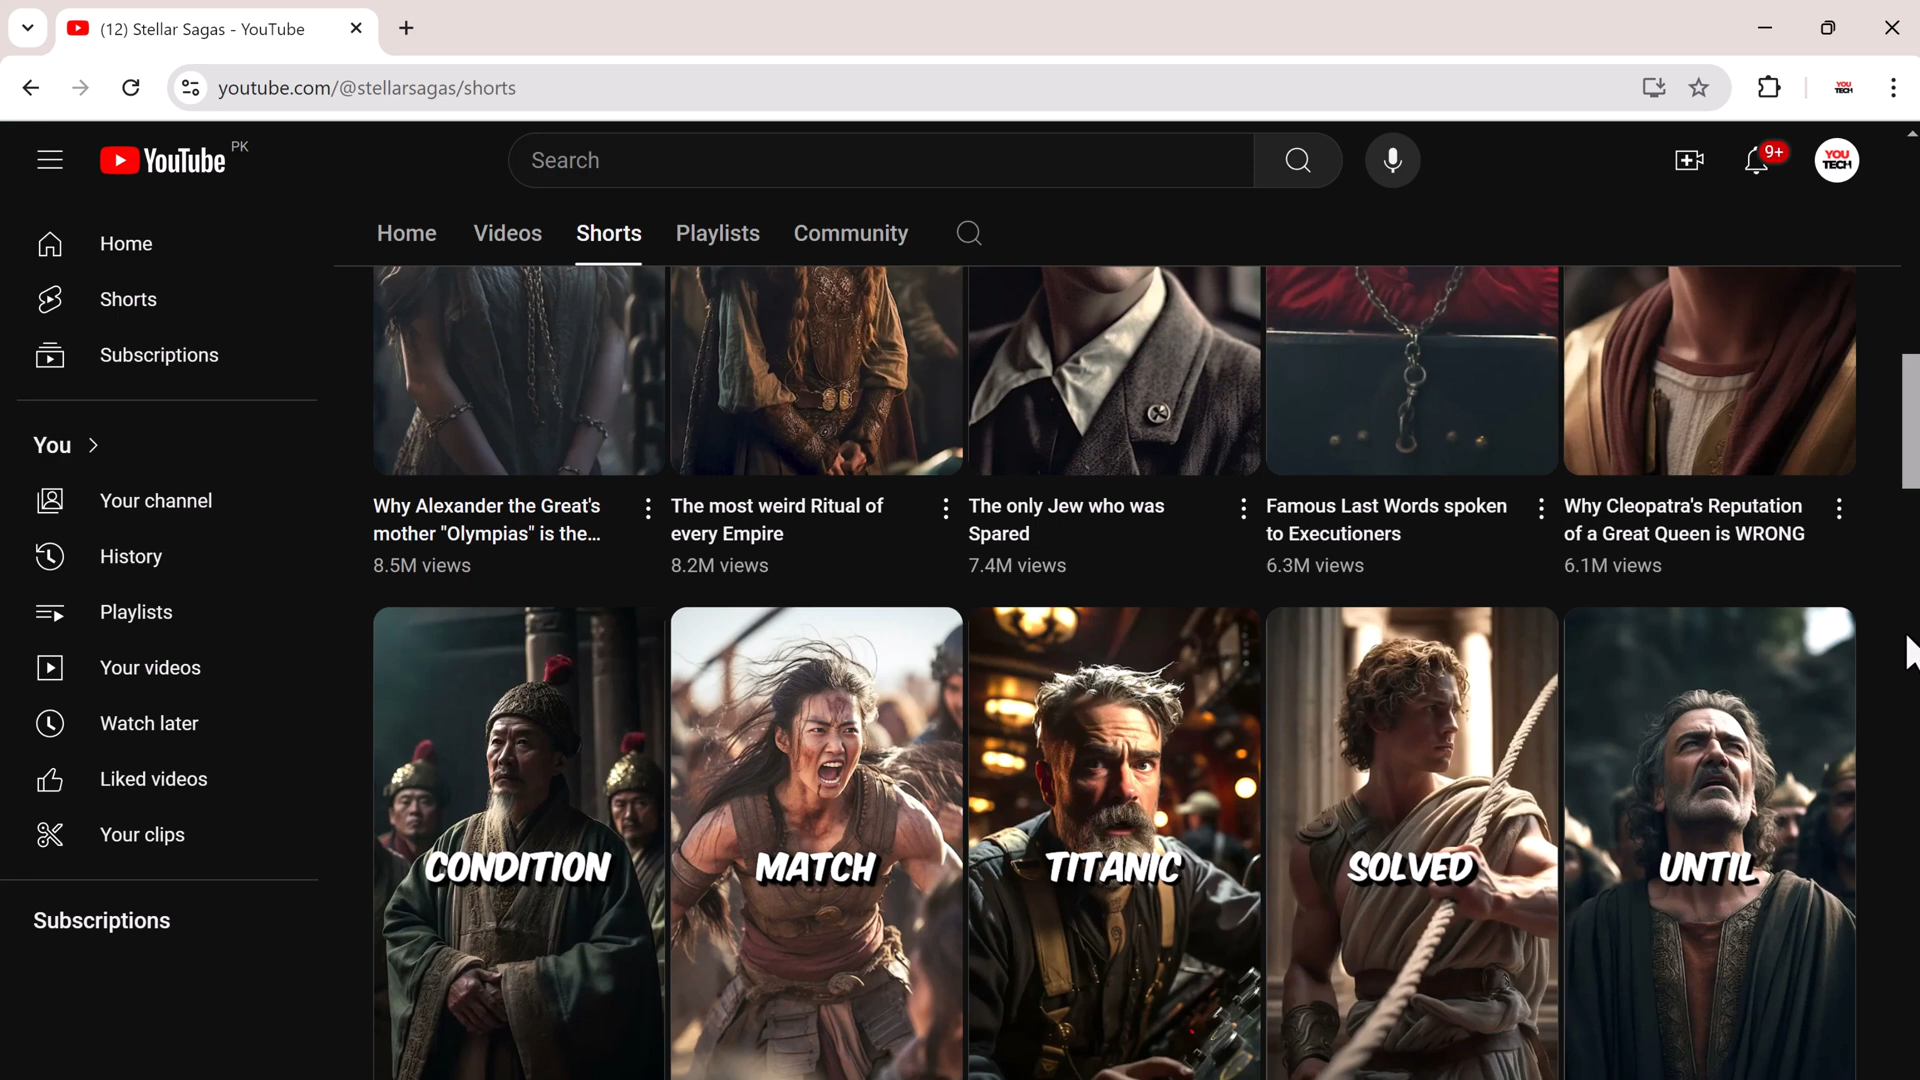 (12) Stellar Sagas - YouTube
youtube.com/@stellarsagas/shorts
YOU TECH
YouTube PK
Search
9+
YOU
TECH
Home
Videos
Shorts
Playlists
Community
Home
Shorts
Subscriptions
You
Your channel
History
Playlists
Your videos
Watch later
Liked videos
Your clips
Subscriptions
Why Alexander the Great's
mother "Olympias" is the...
8.5M views
The most weird Ritual of
every Empire
8.2M views
The only Jew who was
Spared
7.4M views
Famous Last Words spoken
to Executioners
6.3M views
Why Cleopatra's Reputation
of a Great Queen is WRONG
6.1M views
CONDITION
MATCH
TITANIC
SOLVED
UNTIL